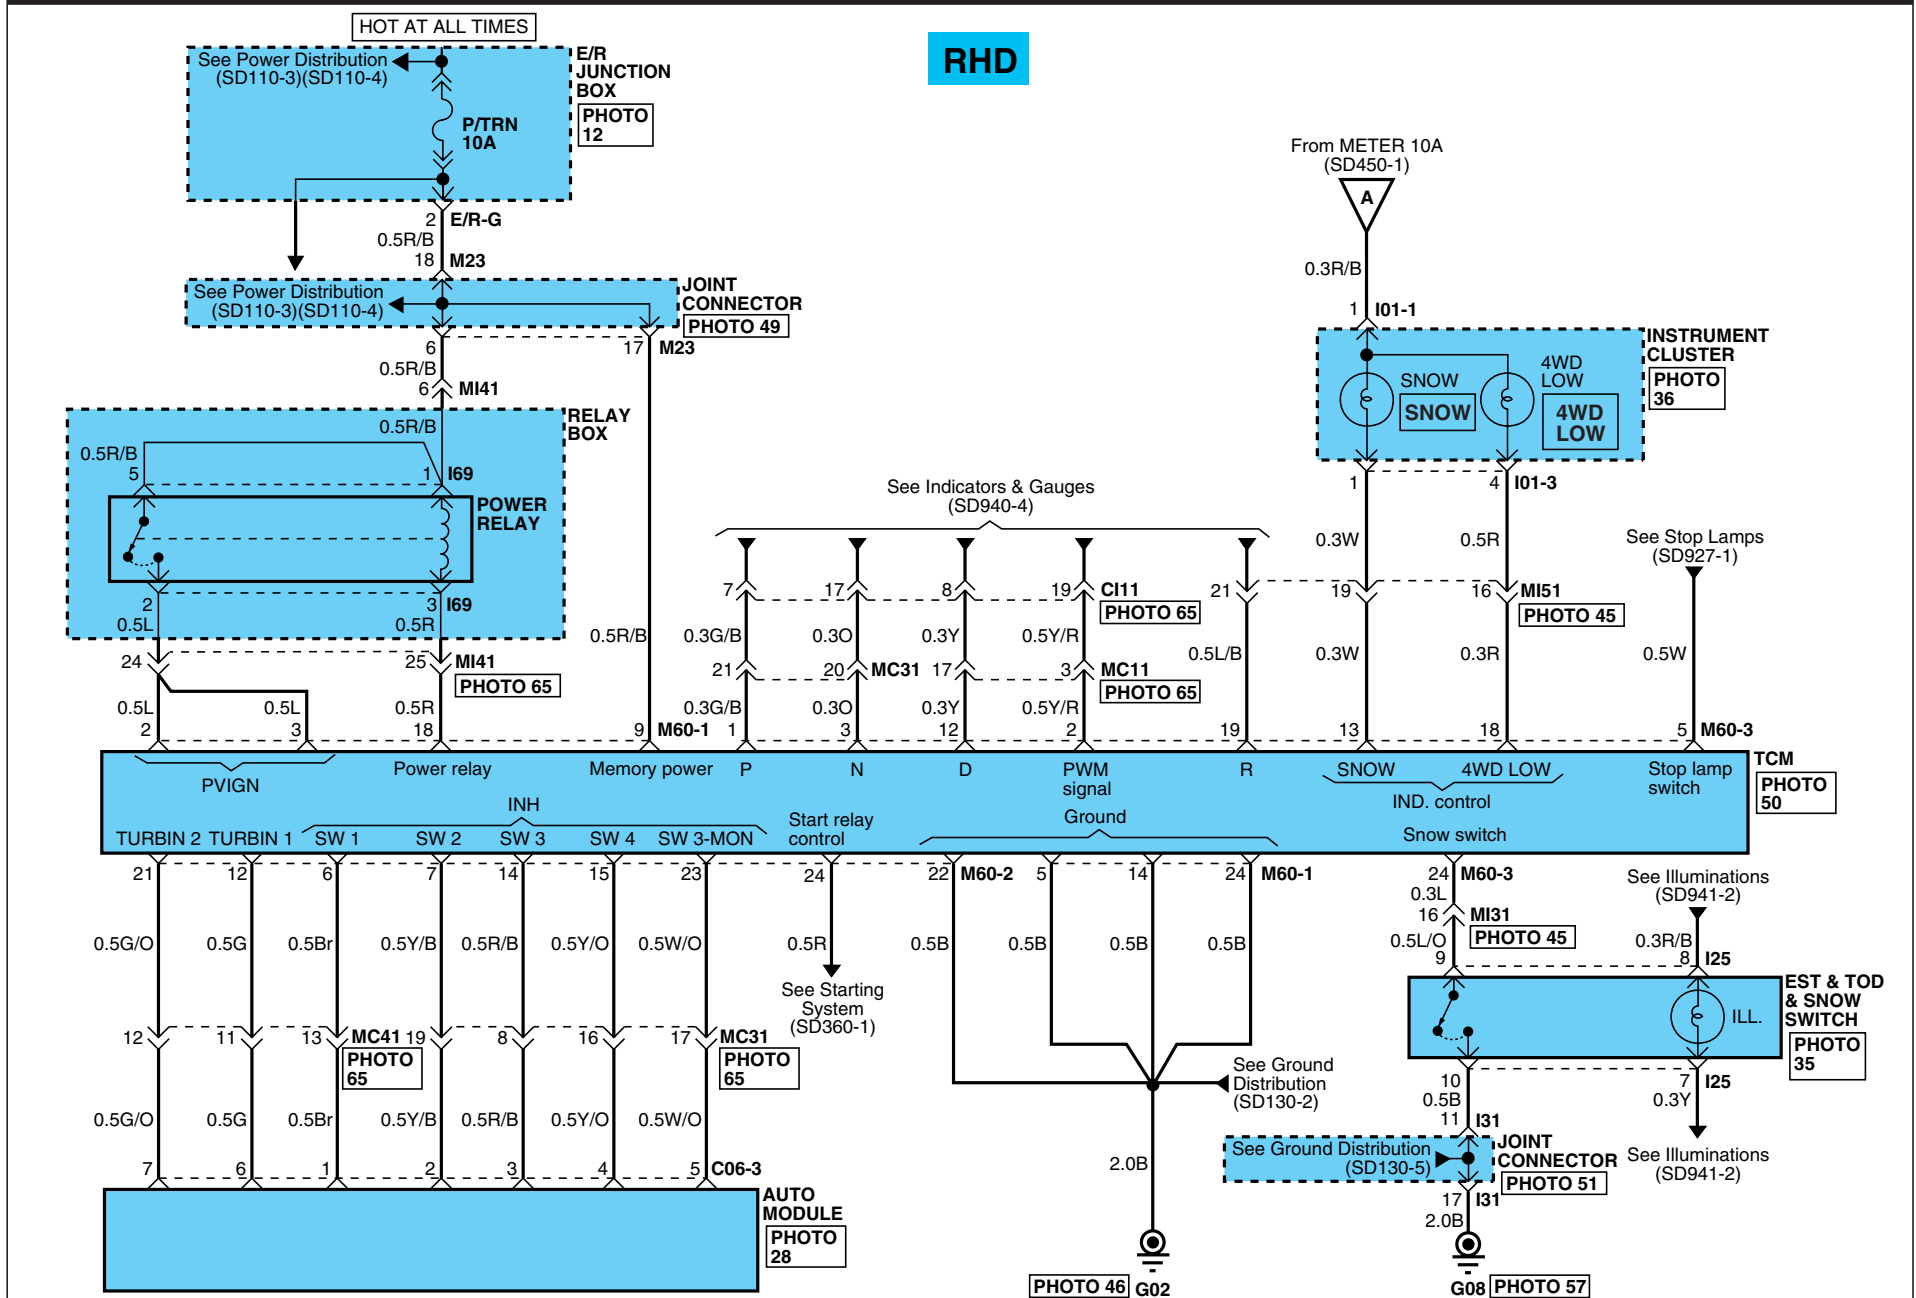 HOT AT ALL TIMES
RHD
See Power Distribution
(SD110-3)(SD110-4)
E/R
JUNCTION
BOX
PHOTO
12
P/TRN
10A
2 E/R-G
0.5R/B
18 M23
See Power Distribution
(SD110-3)(SD110-4)
JOINT
CONNECTOR
PHOTO 49
6
17 M23
0.5R/B
6 MI41
RELAY
BOX
0.5R/B
0.5R/B
5
1 I69
POWER
RELAY
2
3 I69
0.5L
0.5R
0.5R/B
24
25 MI41
PHOTO 65
0.5L
0.5L
0.5R
2
3
18
9 M60-1
From METER 10A
(SD450-1)
A
0.3R/B
1 I01-1
INSTRUMENT
CLUSTER
PHOTO
36
SNOW
SNOW
4WD
LOW
4WD
LOW
1
4 I01-3
See Indicators & Gauges
(SD940-4)
0.3W
0.5R
See Stop Lamps
(SD927-1)
7
17
8
19 CI11
PHOTO 65
21
19
16 MI51
PHOTO 45
0.3G/B
0.3O
0.3Y
0.5Y/R
0.5L/B
0.3W
0.3R
0.5W
21
20 MC31
17
3 MC11
PHOTO 65
0.3G/B
0.3O
0.3Y
0.5Y/R
1
3
12
2
19
13
18
5 M60-3
TCM
PHOTO
50
PVIGN
Power relay
Memory power
P
N
D
PWM
signal
R
SNOW
4WD LOW
IND. control
Stop lamp
switch
TURBIN 2
TURBIN 1
INH
SW 1
SW 2
SW 3
SW 4
SW 3-MON
Start relay
control
Ground
Snow switch
21
12
6
7
14
15
23
24
22 M60-2
5
14
24 M60-1
24 M60-3
0.5G/O
0.5G
0.5Br
0.5Y/B
0.5R/B
0.5Y/O
0.5W/O
0.5R
0.5B
0.5B
0.5B
0.5B
0.3L
16 MI31
PHOTO 45
0.5L/O
9
See Illuminations
(SD941-2)
0.3R/B
8 I25
See Starting
System
(SD360-1)
EST & TOD
& SNOW
SWITCH
PHOTO
35
ILL.
12
11
13 MC41
PHOTO
65
19
8
16
17 MC31
PHOTO
65
See Ground
Distribution
(SD130-2)
10
0.5B
11 I31
7 I25
0.3Y
See Illuminations
(SD941-2)
0.5G/O
0.5G
0.5Br
0.5Y/B
0.5R/B
0.5Y/O
0.5W/O
2.0B
See Ground Distribution
(SD130-5)
JOINT
CONNECTOR
PHOTO 51
7
6
1
2
3
4
5 C06-3
17 I31
2.0B
AUTO
MODULE
PHOTO
28
PHOTO 46
G02
G08
PHOTO 57